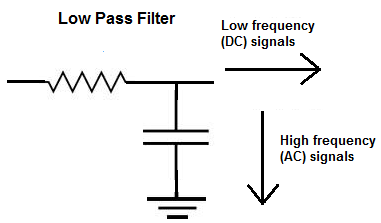 Low Pass Filter
Low frequency
(DC) signals
High frequency
(AC) signals